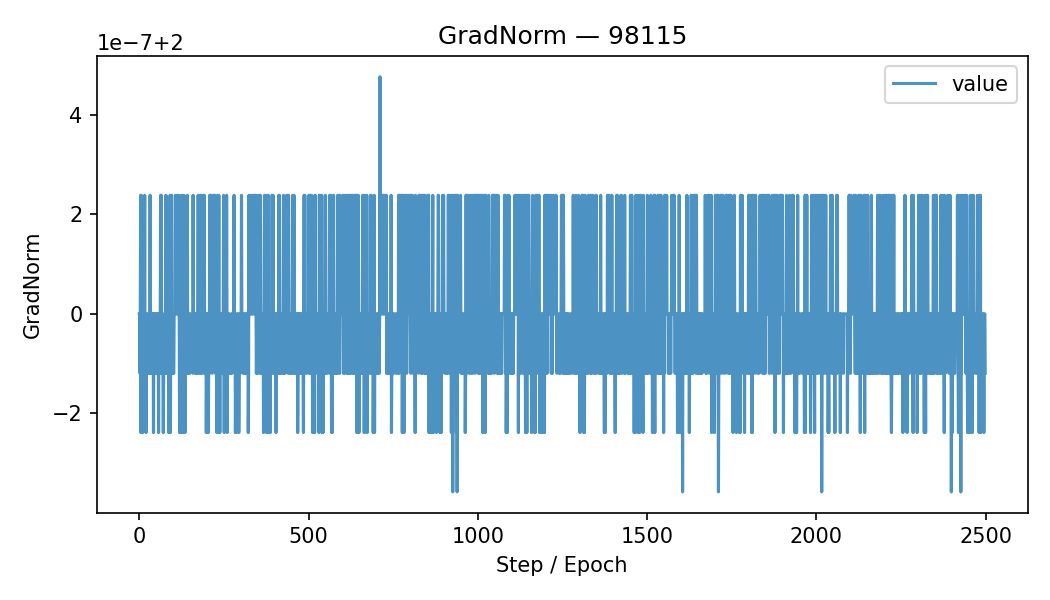 GradNorm — 98115
1e−7+2
value
4
2
0
−2
GradNorm
0 500 1000 1500 2000 2500
Step / Epoch